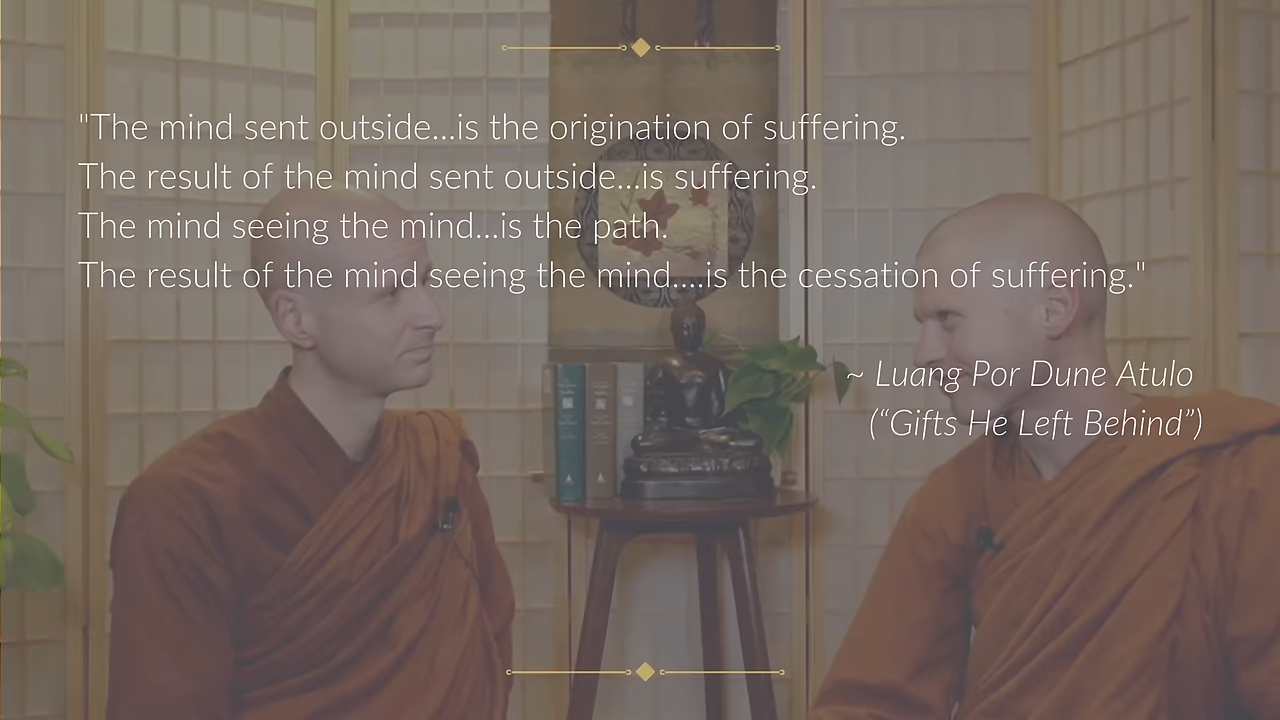 "The mind sent outside...is the origination of suffering.
The result of the mind sent outside...is suffering.
The mind seeing the mind...is the path.
The result of the mind seeing the mind....is the cessation of suffering."
~ Luang Por Dune Atulo
(“Gifts He Left Behind”)